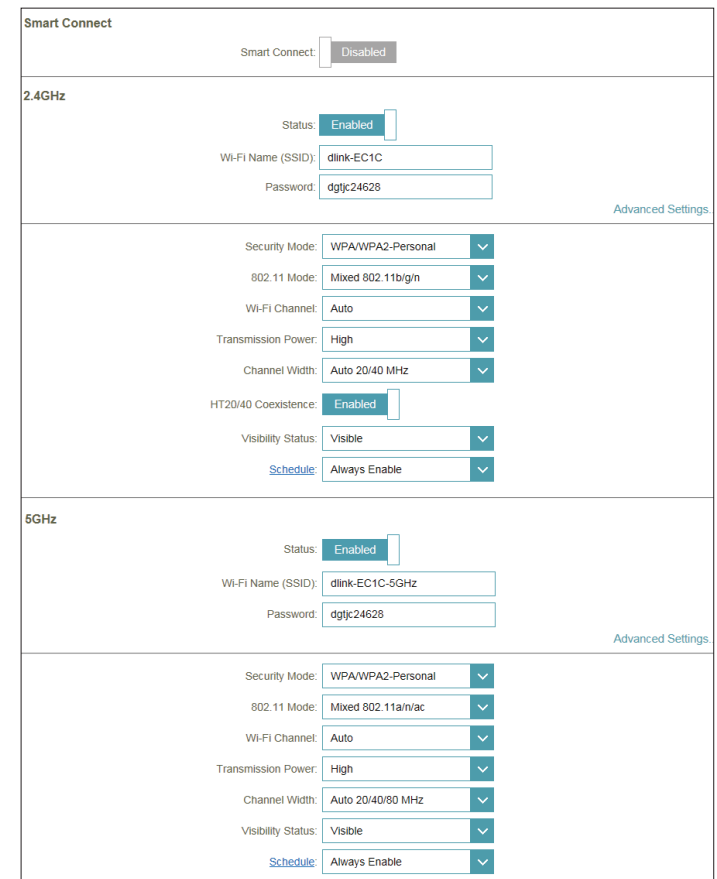 Smart Connect
Smart Connect: Disabled
2.4GHz
Status: Enabled
Wi-Fi Name (SSID): dlink-EC1C
Password: dgtjc24628
Advanced Settings..
Security Mode: WPA/WPA2-Personal
802.11 Mode: Mixed 802.11b/g/n
Wi-Fi Channel: Auto
Transmission Power: High
Channel Width: Auto 20/40 MHz
HT20/40 Coexistence: Enabled
Visibility Status: Visible
Schedule: Always Enable
5GHz
Status: Enabled
Wi-Fi Name (SSID): dlink-EC1C-5GHz
Password: dgtjc24628
Advanced Settings..
Security Mode: WPA/WPA2-Personal
802.11 Mode: Mixed 802.11a/n/ac
Wi-Fi Channel: Auto
Transmission Power: High
Channel Width: Auto 20/40/80 MHz
Visibility Status: Visible
Schedule: Always Enable